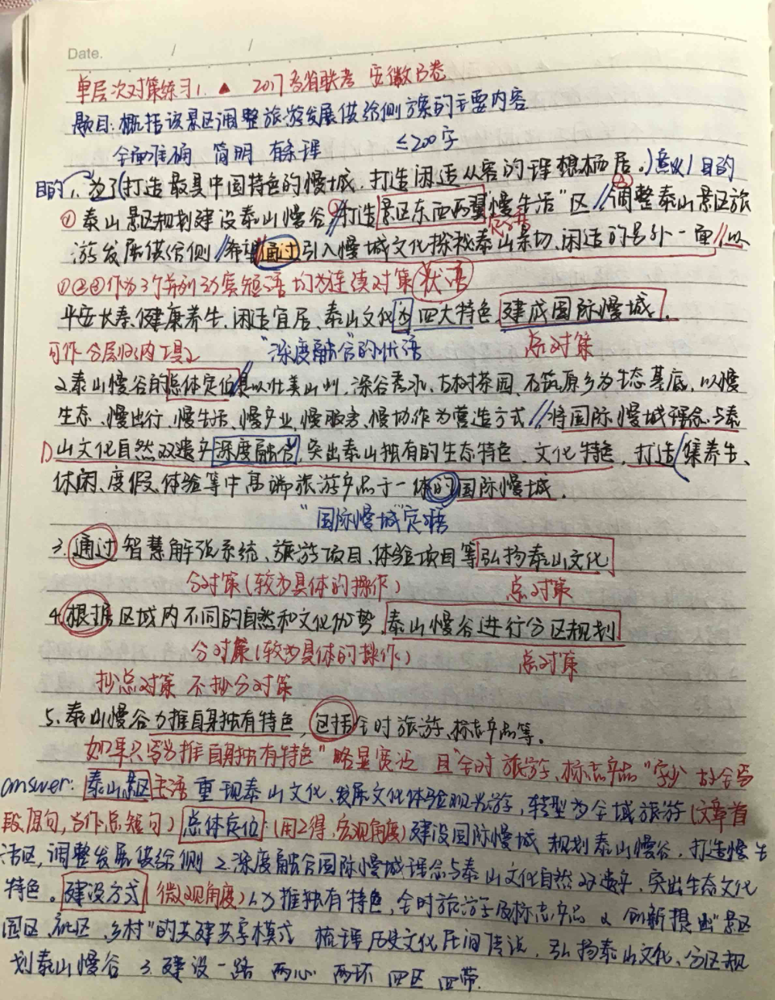 Date. / /
单层次对策练习1. ▲ 2017多省联考 安徽B卷
题目：概括该景区调整旅游发展供给侧方案的主要内容
全面准确 简明 有条理 ≤200字
目的 1. 为了(打造最具中国特色的慢城，打造闲适从容的理想栖居。)意义/目的
①泰山景区规划建设泰山慢谷//②打造景区东西两翼"慢生活"区//③调整泰山景区旅
游发展供给侧//希望通过引入慢城文化探找泰山亲切、闲适的另外一面//以
①②③作为3个并列动宾短语 均为连续对策 状语
平安长寿、健康养生、闲适宜居、泰山文化为四大特色，建成国际慢城。
可作分层归纳工具2 "深度融合"的状语 总对策
2.泰山慢谷的总体定位是以壮美山川、深谷秀水、古树茶园、石筑原乡为生态基底，以慢
生态、慢出行、慢生活、慢产业、慢服务、慢协作为营造方式//将国际慢城理念与泰
山文化自然双遗产深度融合，突出泰山独有的生态特色、文化特色，打造(集养生、
休闲、度假、体验等中高端旅游产品于一体的国际慢城。
"国际慢城"定语
3.通过智慧解说系统、旅游项目、体验项目等弘扬泰山文化
分对策(较为具体的操作) 总对策
4.根据区域内不同的自然和文化优势，泰山慢谷进行分区规划
分对策(较为具体的操作) 总对策
抄总对策 不抄分对策
5.泰山慢谷力推自身独有特色，包括全时旅游、标志产品等。
如果只写"力推自身独有特色"略显宽泛 且"全时旅游、标志产品"字少 故全写
answer：泰山景区 主语 重现泰山文化、发展文化体验观光游，转型为全域旅游(文章首
段原句，当作总短句) 总体定位：(用2得，宏观角度) 建设国际慢城 规划泰山慢谷，打造慢生
活区，调整发展供给侧 2.深度融合国际慢城理念与泰山文化自然双遗产，突出生态文化
特色。建设方式 (微观角度) 1.力推独有特色，全时旅游及标志产品 2.创新提出"景区
园区、社区、乡村"的共建共享模式 梳理历史文化民间传说，弘扬泰山文化、分区规
划泰山慢谷 3.建设一路 两心 两环 四区 四带.